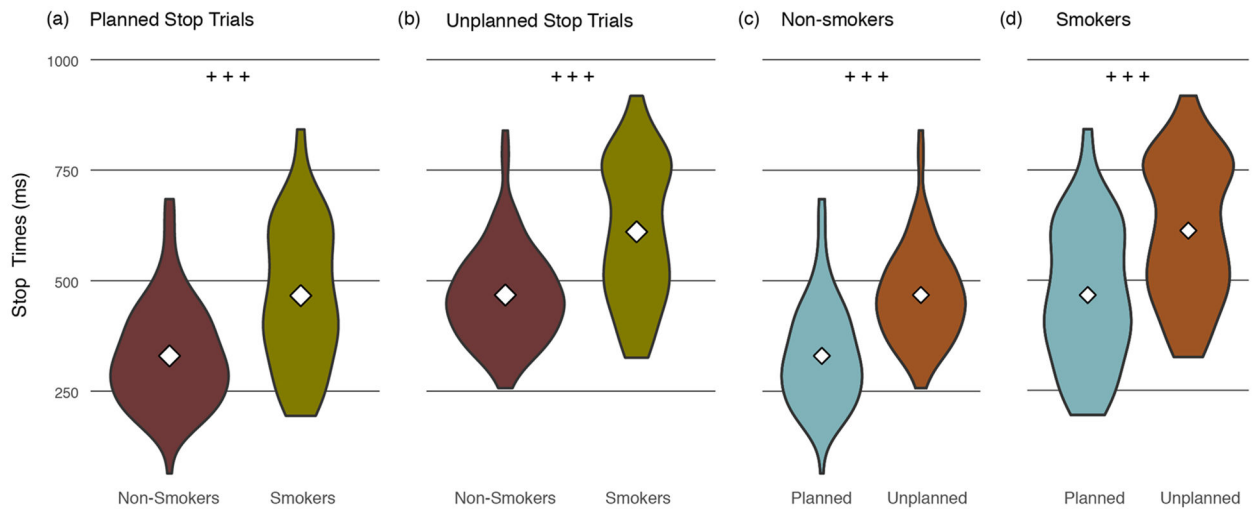 (a) Planned Stop Trials
(b) Unplanned Stop Trials
(c) Non-smokers
(d) Smokers
Stop Times (ms)
1000
750
500
250
+ + +
+ + +
+ + +
+ + +
Non-Smokers Smokers
Non-Smokers Smokers
Planned Unplanned
Planned Unplanned